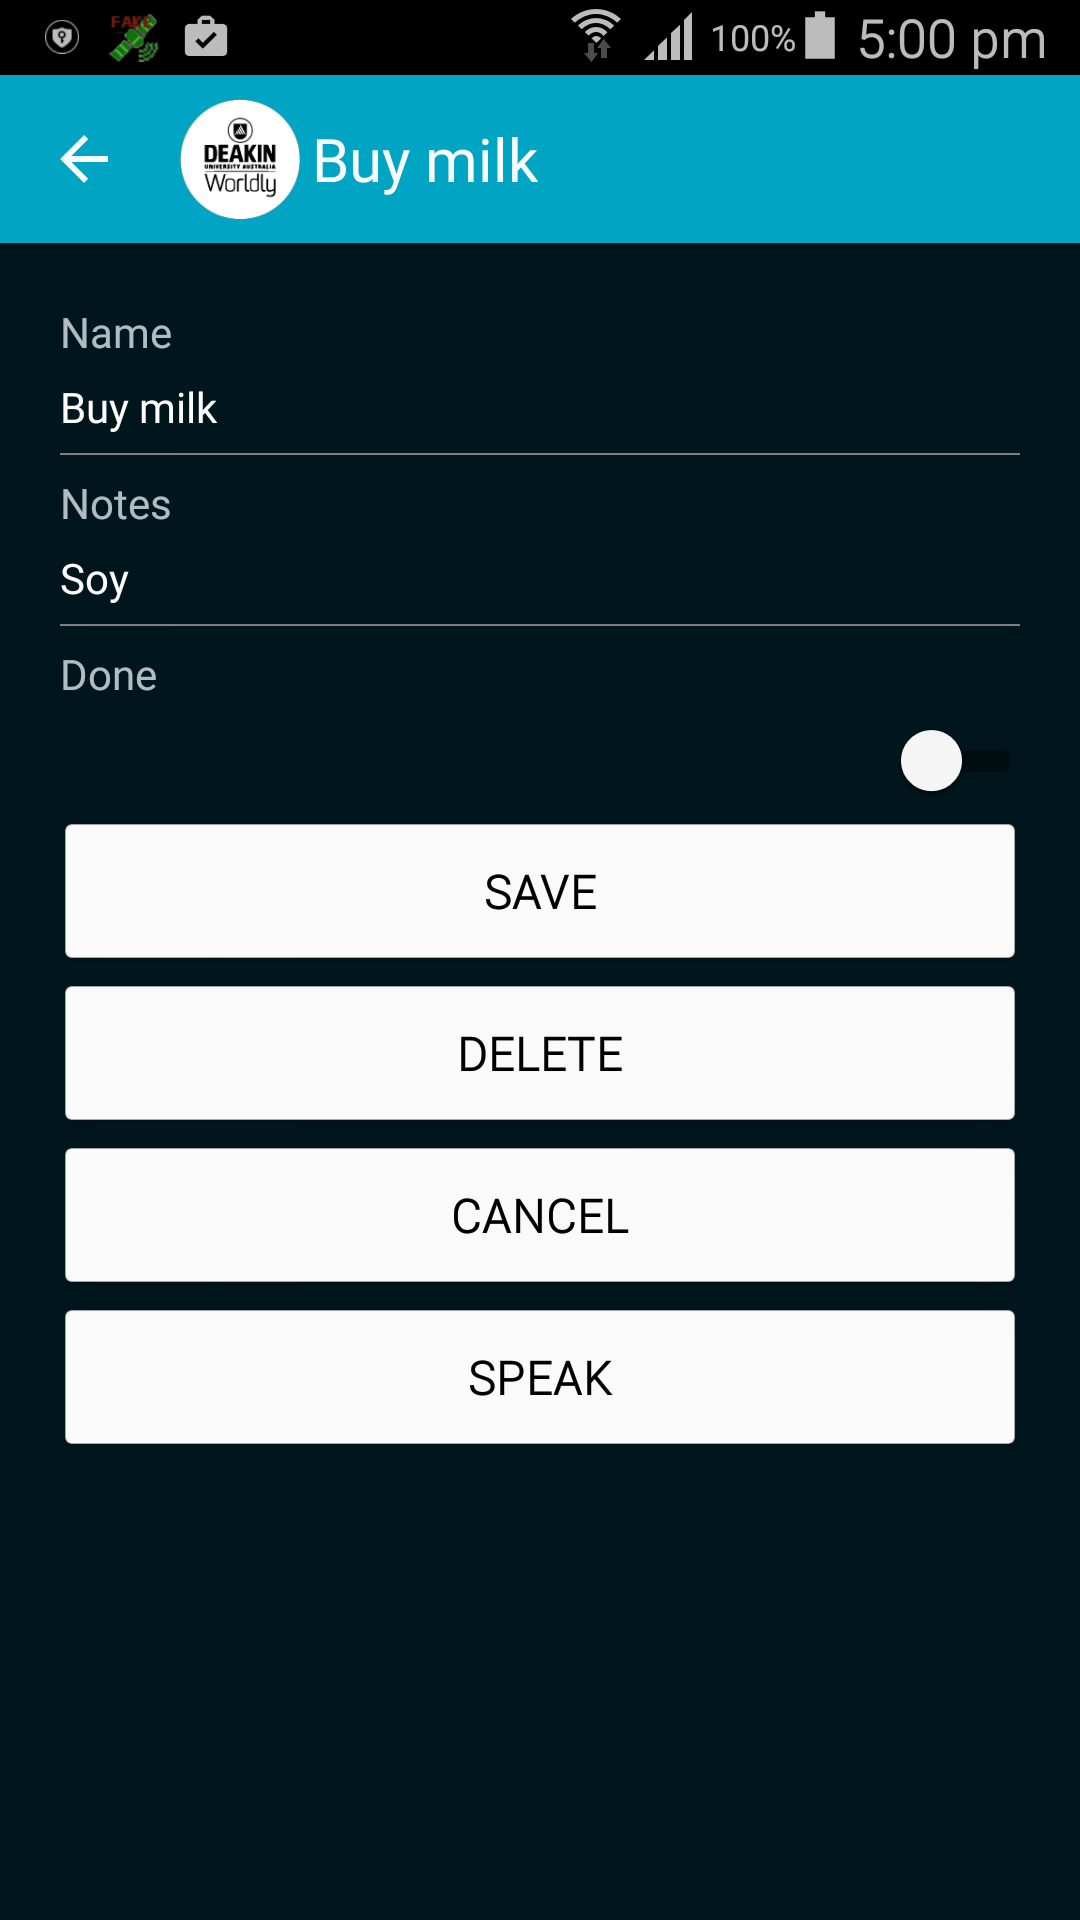 FAKE
100% 5:00 pm
DEAKIN
UNIVERSITY AUSTRALIA
Worldly
Buy milk
Name
Buy milk
Notes
Soy
Done
SAVE
DELETE
CANCEL
SPEAK